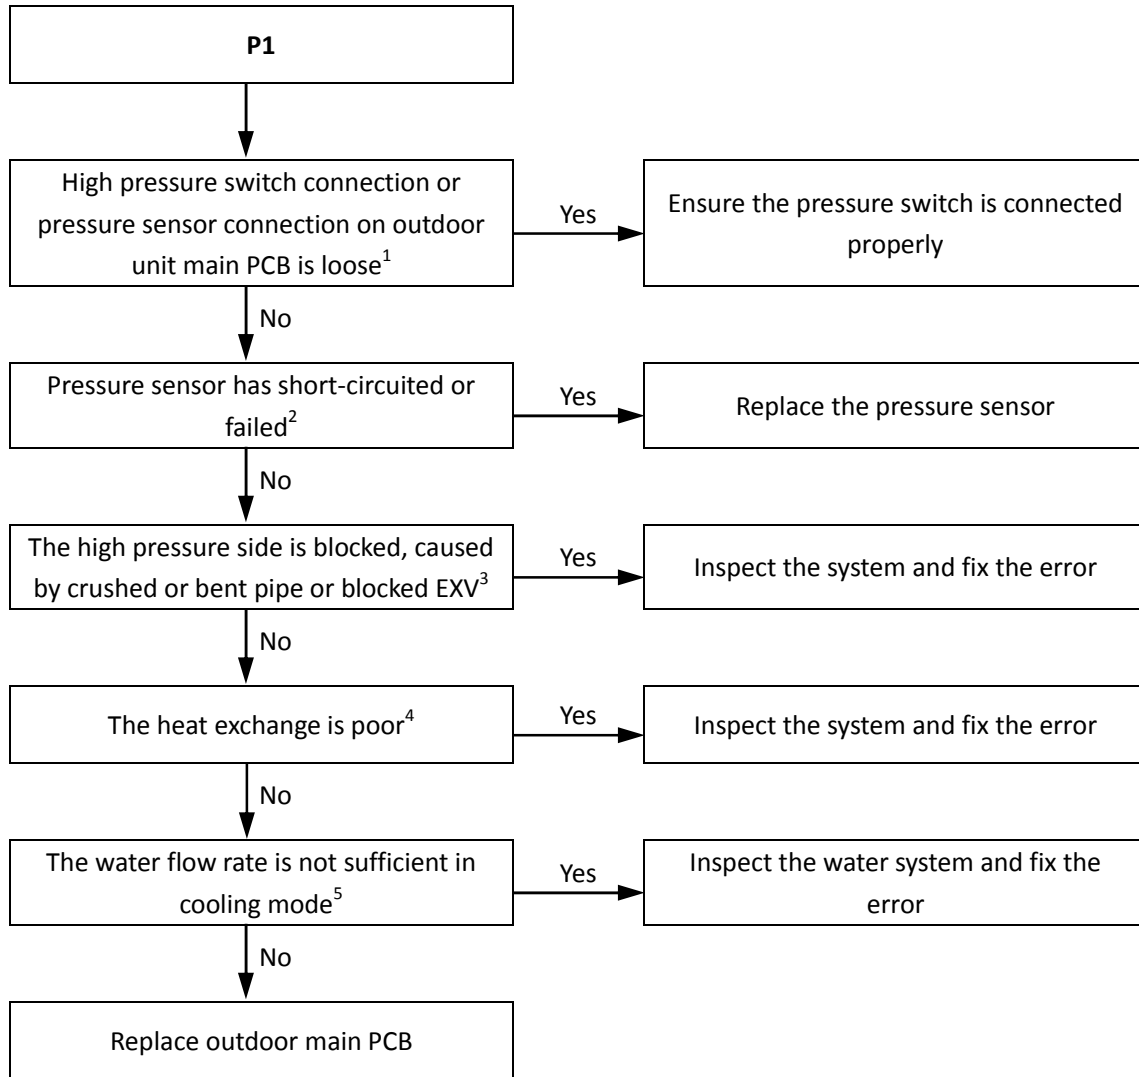 P1
High pressure switch connection or
pressure sensor connection on outdoor
unit main PCB is loose1
Yes
Ensure the pressure switch is connected
properly
No
Pressure sensor has short-circuited or
failed2
Yes
Replace the pressure sensor
No
The high pressure side is blocked, caused
by crushed or bent pipe or blocked EXV3
Yes
Inspect the system and fix the error
No
The heat exchange is poor4
Yes
Inspect the system and fix the error
No
The water flow rate is not sufficient in
cooling mode5
Yes
Inspect the water system and fix the
error
No
Replace outdoor main PCB